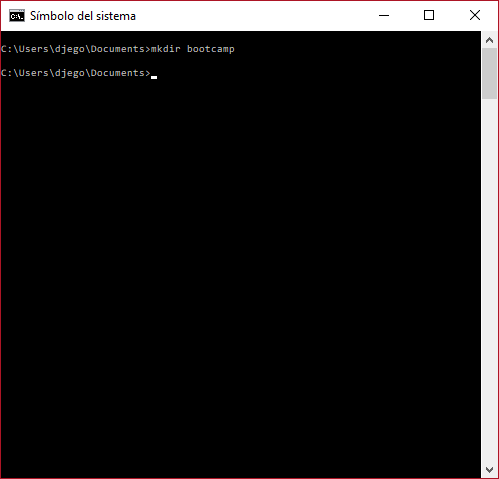 Símbolo del sistema
C:\Users\djego\Documents>mkdir bootcamp
C:\Users\djego\Documents>